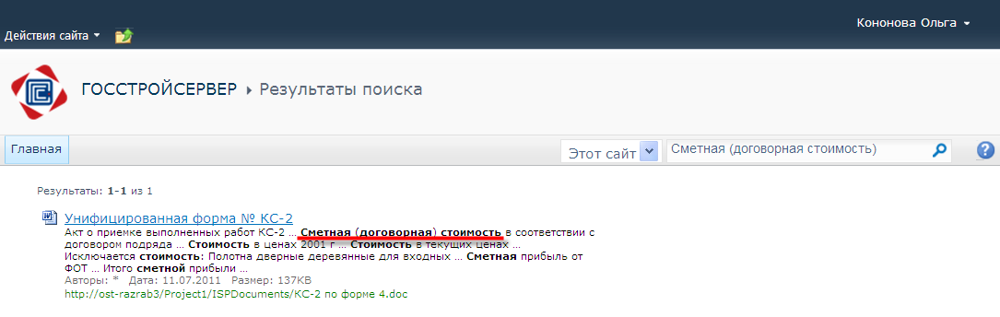 Кононова Ольга
Действия сайта
ГОССТРОЙСЕРВЕР Результаты поиска
Главная
Этот сайт
Сметная (договорная стоимость)
Результаты: 1-1 из 1
Унифицированная форма № КС-2
Акт о приемке выполненных работ КС-2 ... Сметная (договорная) стоимость в соответствии с
договором подряда ... Стоимость в ценах 2001 г ... Стоимость в текущих ценах ...
Исключается стоимость: Полотна дверные деревянные для входных ... Сметная прибыль от
ФОТ ... Итого сметной прибыли ...
Авторы: * Дата: 11.07.2011 Размер: 137KB
http://ost-razrab3/Project1/ISPDocuments/КС-2 по форме 4.doc